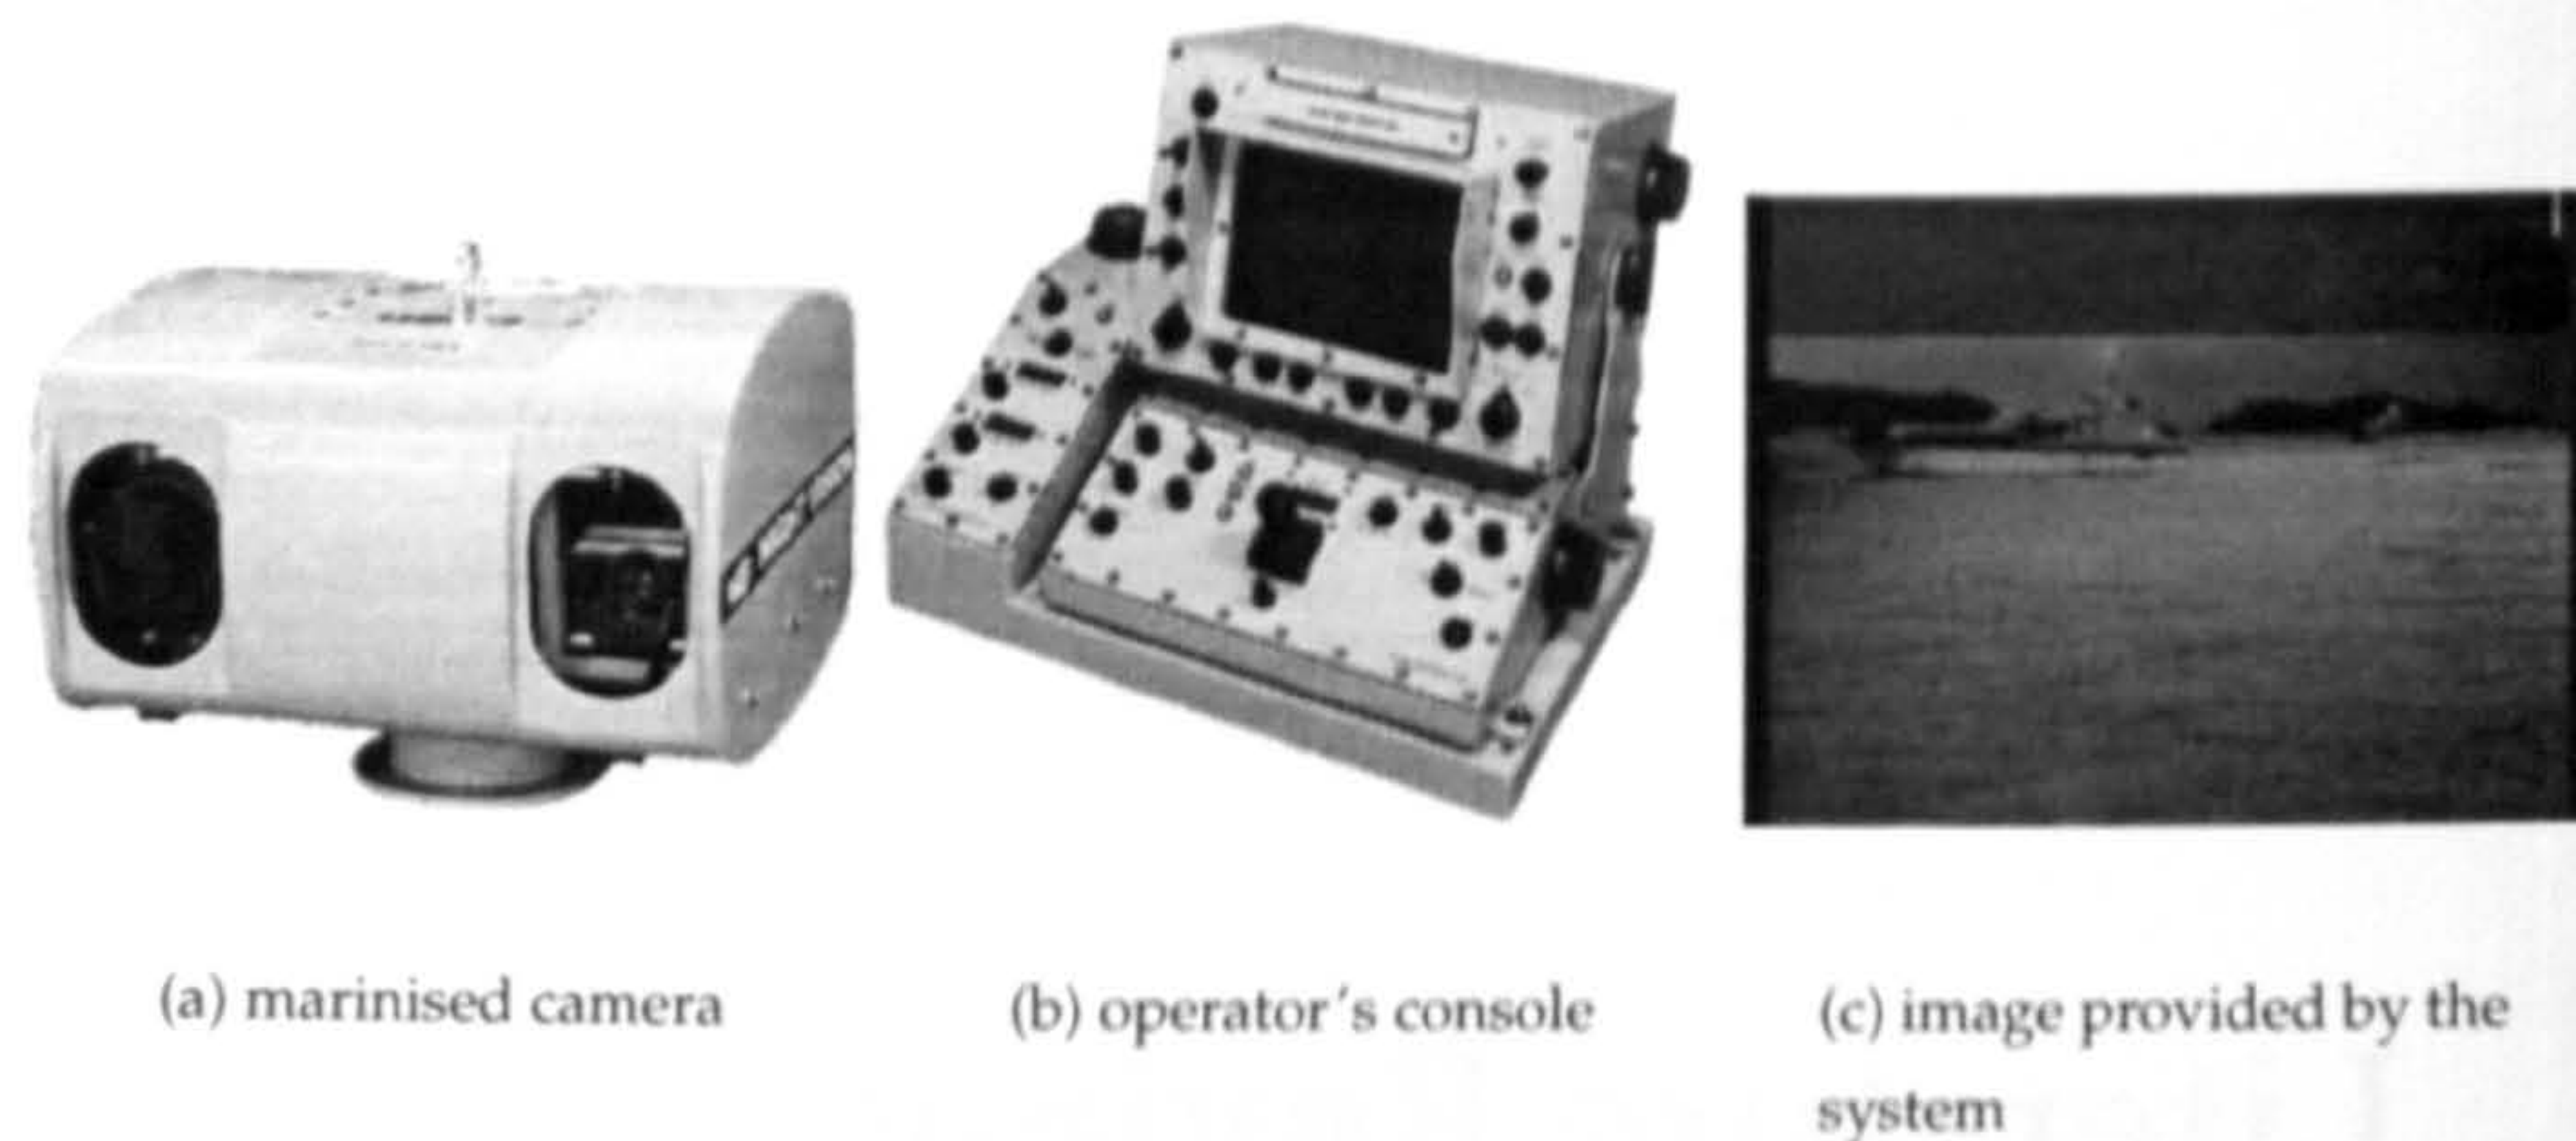 (a) marinised camera
(b) operator's console
(c) image provided by the
system